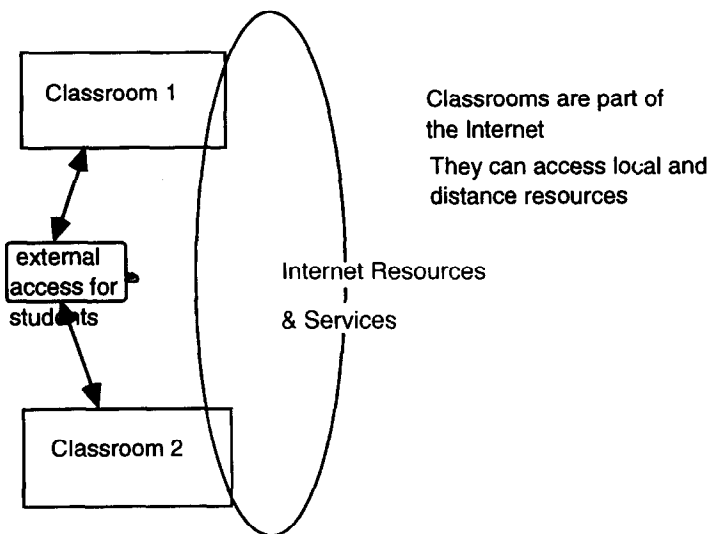 Classroom 1
Classrooms are part of
the Internet
They can access local and
distance resources
external
access for
students
Internet Resources
& Services
Classroom 2